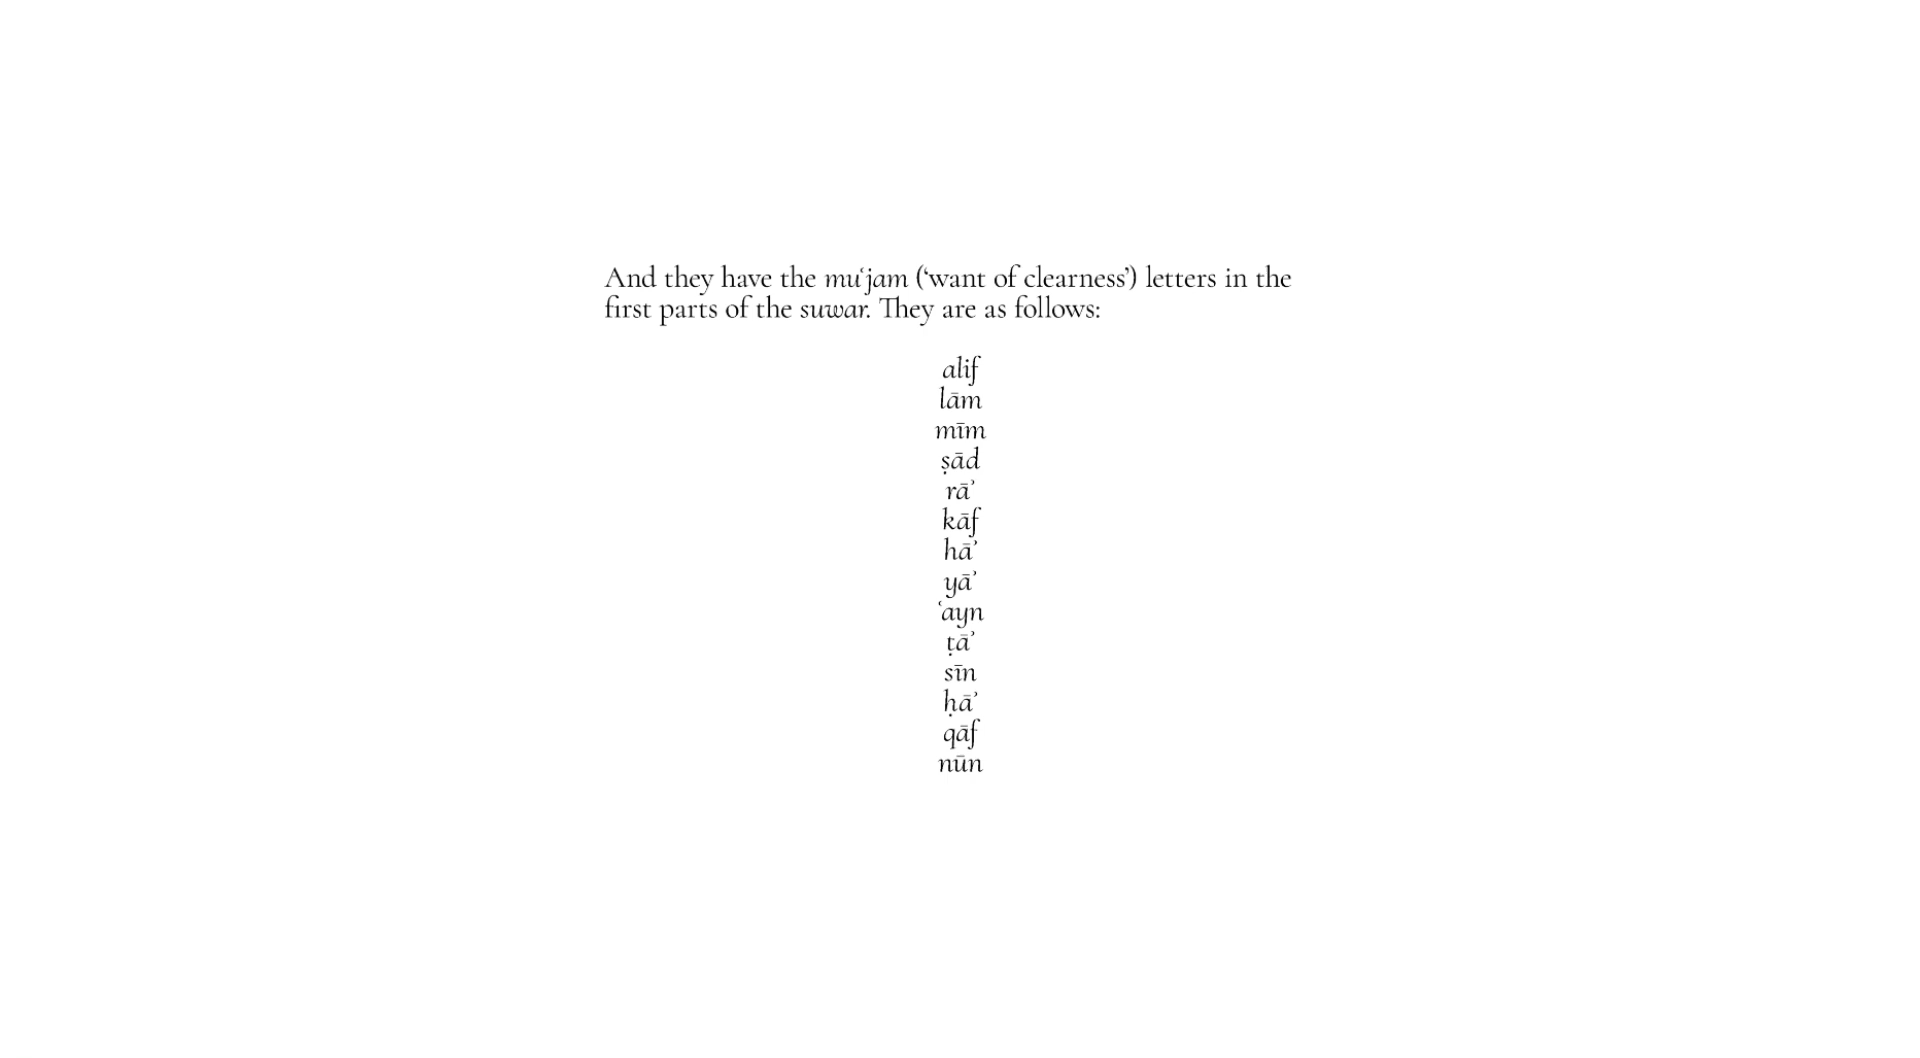 And they have the muʿjam (‘want of clearness’) letters in the
first parts of the suwar. They are as follows:
alif
lām
mīm
ṣād
rāʾ
kāf
hāʾ
yāʾ
ʿayn
ṭāʾ
sīn
ḥāʾ
qāf
nūn